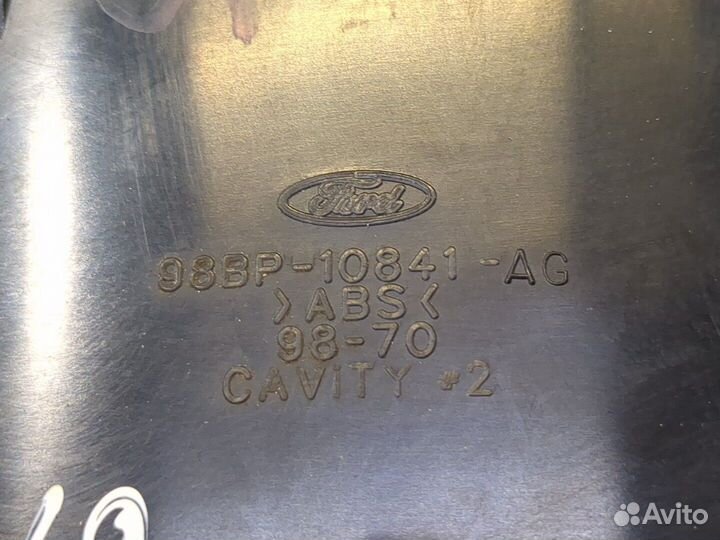 Ford
98BP-10841-AG
>ABS<
98-70
CAViTY #2
Avito